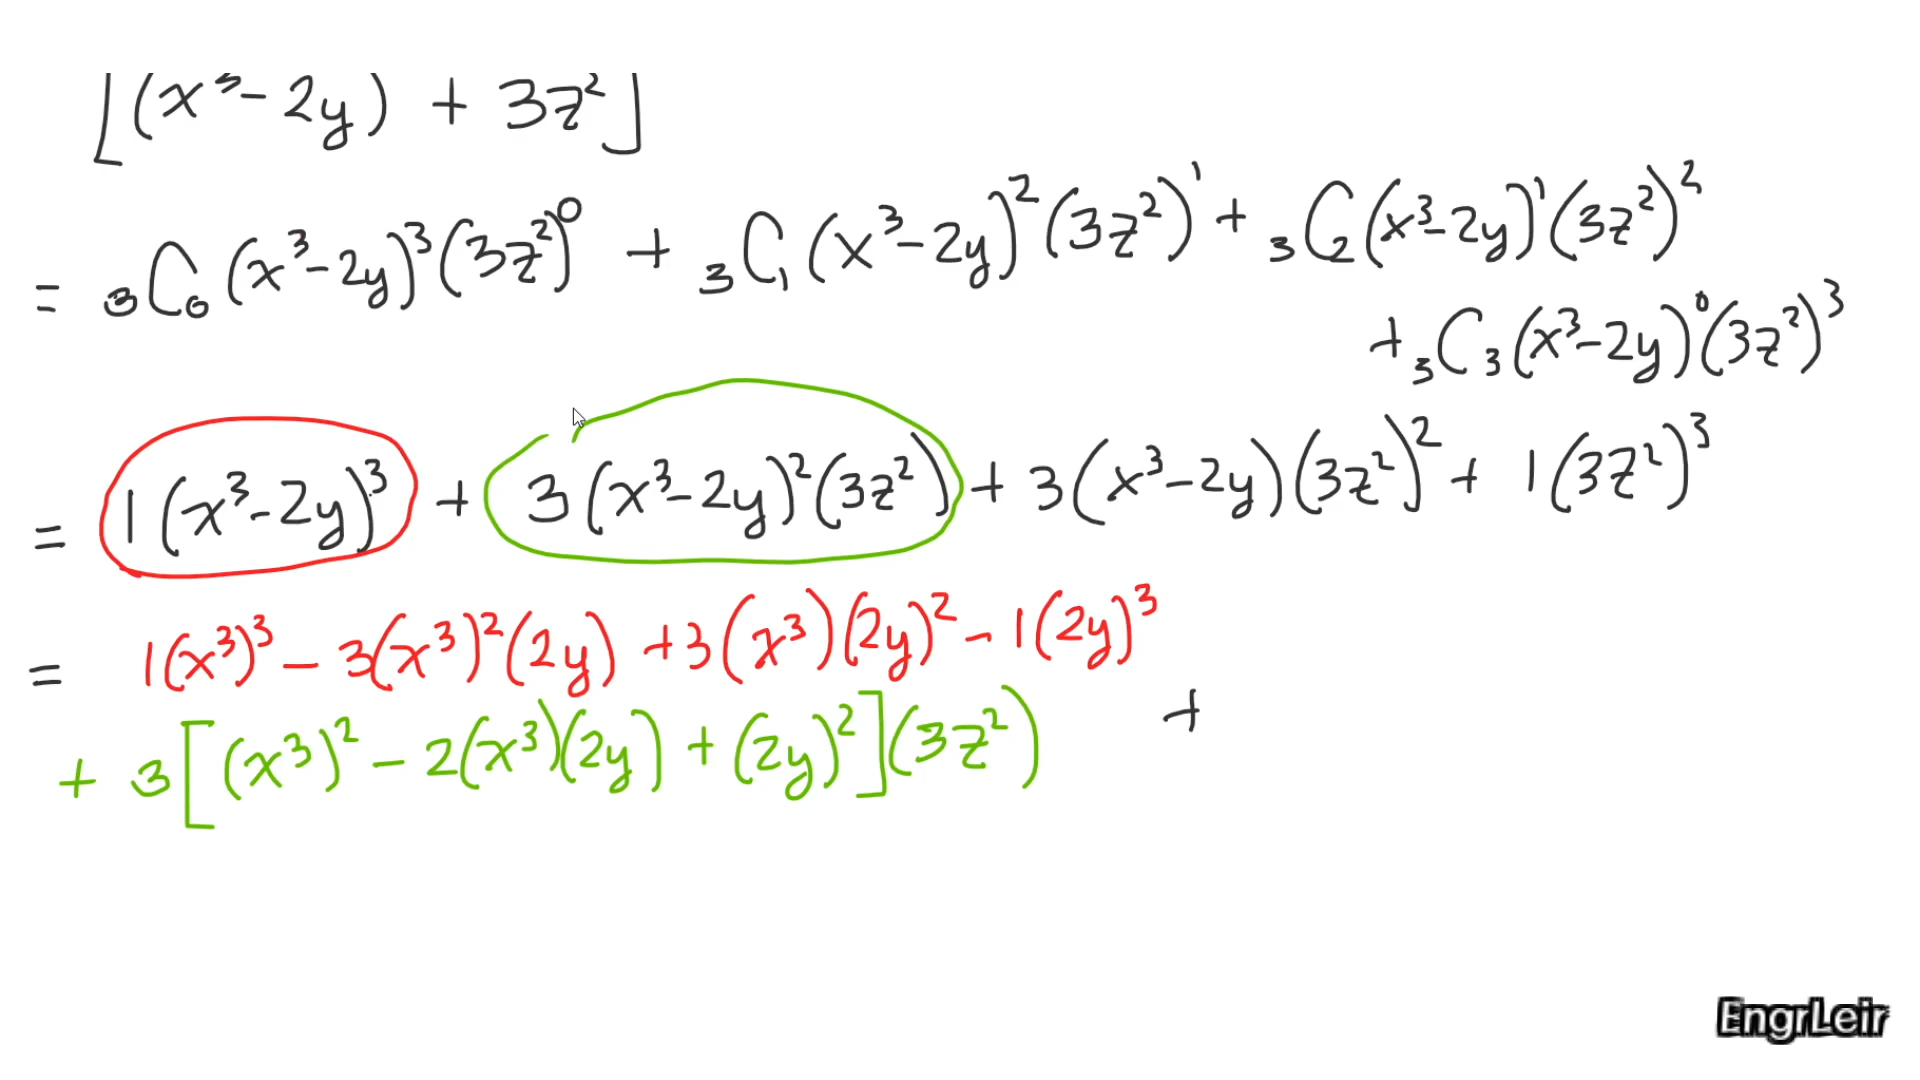 [(x³ - 2y) + 3z²]
= ₃C₀ (x³ - 2y)³ (3z²)⁰ + ₃C₁ (x³ - 2y)² (3z²)¹ + ₃C₂ (x³ - 2y)¹ (3z²)²
+ ₃C₃ (x³ - 2y)⁰ (3z²)³
= 1(x³ - 2y)³ + 3(x³ - 2y)² (3z²) + 3(x³ - 2y)(3z²)² + 1(3z²)³
= 1(x³)³ - 3(x³)²(2y) + 3(x³)(2y)² - 1(2y)³
+ 3[(x³)² - 2(x³)(2y) + (2y)²](3z²) +
EngrLeir